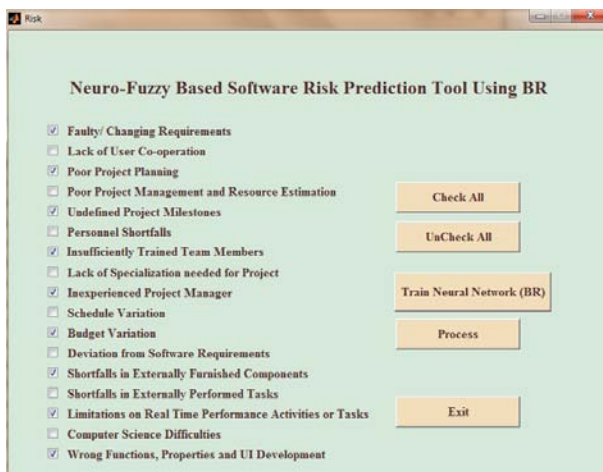 Risk
Neuro-Fuzzy Based Software Risk Prediction Tool Using BR
Faulty/ Changing Requirements
Lack of User Co-operation
Poor Project Planning
Poor Project Management and Resource Estimation
Undefined Project Milestones
Personnel Shortfalls
Insufficiently Trained Team Members
Lack of Specialization needed for Project
Inexperienced Project Manager
Schedule Variation
Budget Variation
Deviation from Software Requirements
Shortfalls in Externally Furnished Components
Shortfalls in Externally Performed Tasks
Limitations on Real Time Performance Activities or Tasks
Computer Science Difficulties
Wrong Functions, Properties and UI Development
Check All
UnCheck All
Train Neural Network (BR)
Process
Exit